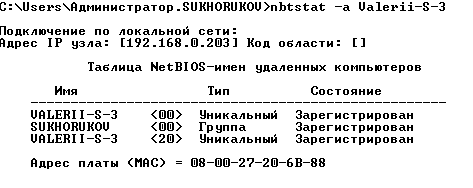 C:\Users\Администратор.SUKHORUKOV>nbtstat -a Valerii-S-3
Подключение по локальной сети:
Адрес IP узла: [192.168.0.203] Код области: []
Таблица NetBIOS-имен удаленных компьютеров
Имя Тип Состояние
---------------------------------------------------
VALERII-S-3 <00> Уникальный Зарегистрирован
SUKHORUKOV <00> Группа Зарегистрирован
VALERII-S-3 <20> Уникальный Зарегистрирован
Адрес платы (MAC) = 08-00-27-20-6B-88